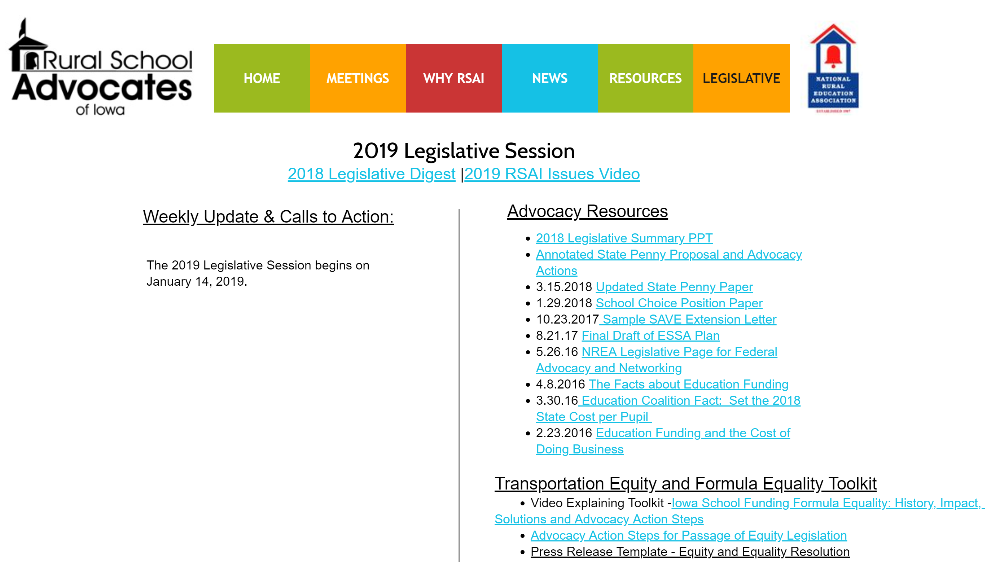 Rural School
Advocates
of Iowa
HOME
MEETINGS
WHY RSAI
NEWS
RESOURCES
LEGISLATIVE
NATIONAL
RURAL
EDUCATION
ASSOCIATION
ESTABLISHED 1907
2019 Legislative Session
2018 Legislative Digest |2019 RSAI Issues Video
Weekly Update & Calls to Action:
The 2019 Legislative Session begins on
January 14, 2019.
Advocacy Resources
• 2018 Legislative Summary PPT
• Annotated State Penny Proposal and Advocacy
Actions
• 3.15.2018 Updated State Penny Paper
• 1.29.2018 School Choice Position Paper
• 10.23.2017 Sample SAVE Extension Letter
• 8.21.17 Final Draft of ESSA Plan
• 5.26.16 NREA Legislative Page for Federal
Advocacy and Networking
• 4.8.2016 The Facts about Education Funding
• 3.30.16 Education Coalition Fact:  Set the 2018
State Cost per Pupil
• 2.23.2016 Education Funding and the Cost of
Doing Business
Transportation Equity and Formula Equality Toolkit
• Video Explaining Toolkit -Iowa School Funding Formula Equality: History, Impact,
Solutions and Advocacy Action Steps
• Advocacy Action Steps for Passage of Equity Legislation
• Press Release Template - Equity and Equality Resolution